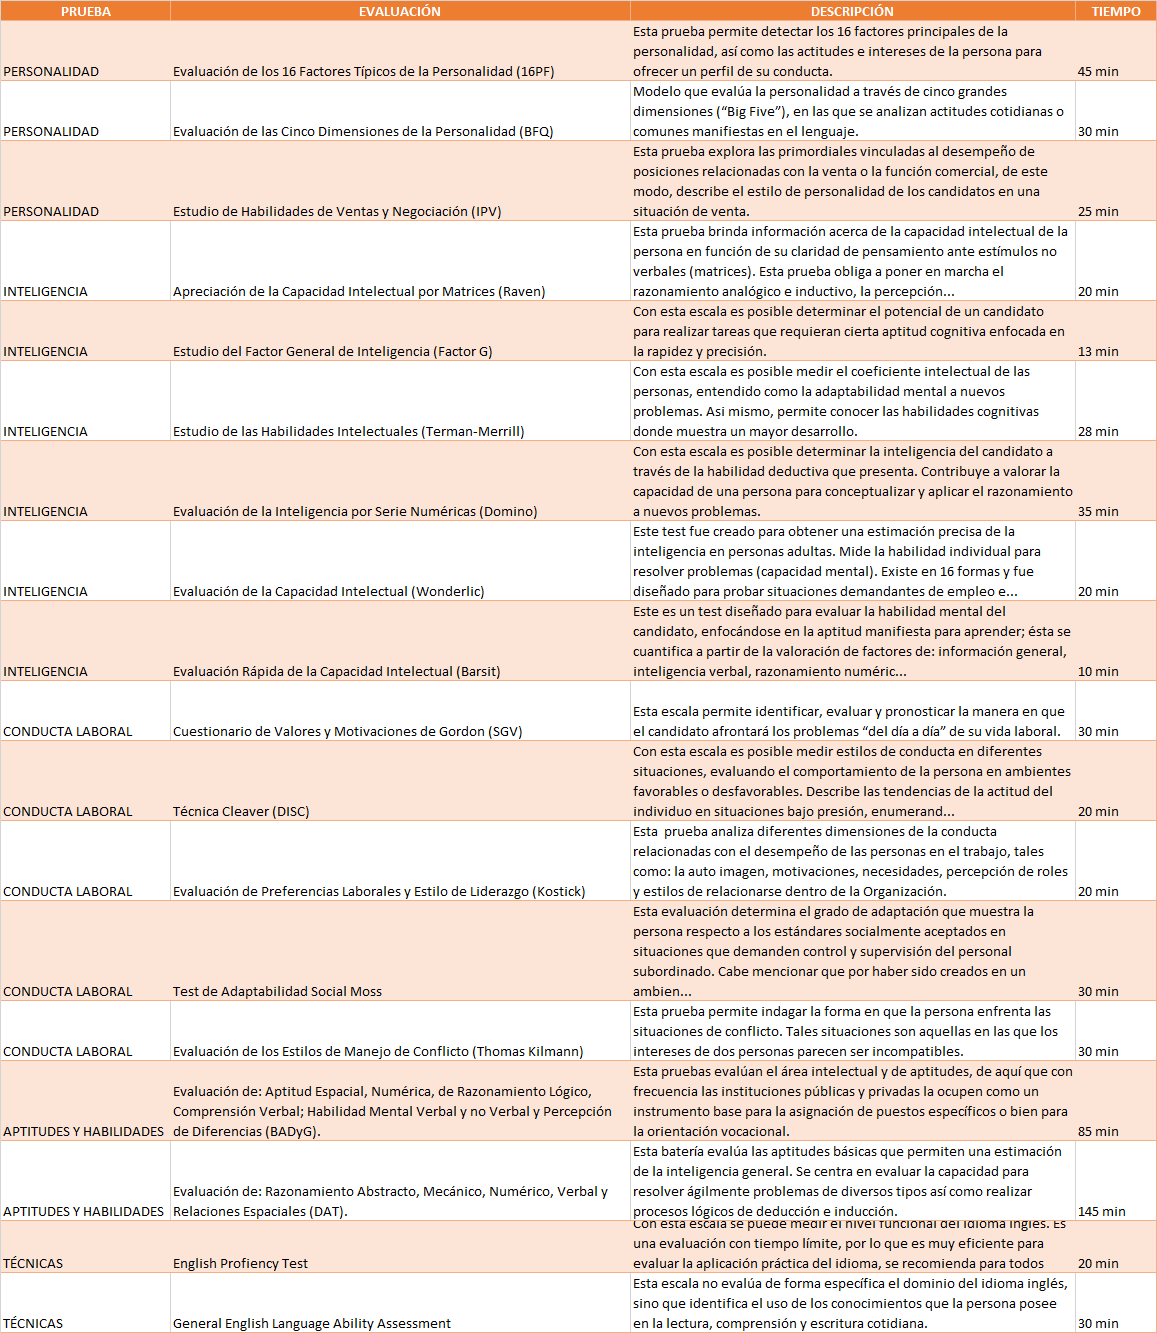 PRUEBA EVALUACIÓN DESCRIPCIÓN TIEMPO
Esta prueba permite detectar los 16 factores principales de la
personalidad, así como las actitudes e intereses de la persona para
PERSONALIDAD Evaluación de los 16 Factores Típicos de la Personalidad (16PF) ofrecer un perfil de su conducta. 45 min
Modelo que evalúa la personalidad a través de cinco grandes
dimensiones (“Big Five”), en las que se analizan actitudes cotidianas o
PERSONALIDAD Evaluación de las Cinco Dimensiones de la Personalidad (BFQ) comunes manifiestas en el lenguaje. 30 min
Esta prueba explora las primordiales vinculadas al desempeño de
posiciones relacionadas con la venta o la función comercial, de este
modo, describe el estilo de personalidad de los candidatos en una
PERSONALIDAD Estudio de Habilidades de Ventas y Negociación (IPV) situación de venta. 25 min
Esta prueba brinda información acerca de la capacidad intelectual de la
persona en función de su claridad de pensamiento ante estímulos no
verbales (matrices). Esta prueba obliga a poner en marcha el
INTELIGENCIA Apreciación de la Capacidad Intelectual por Matrices (Raven) razonamiento analógico e inductivo, la percepción... 20 min
Con esta escala es posible determinar el potencial de un candidato
para realizar tareas que requieran cierta aptitud cognitiva enfocada en
INTELIGENCIA Estudio del Factor General de Inteligencia (Factor G) la rapidez y precisión. 13 min
Con esta escala es posible medir el coeficiente intelectual de las
personas, entendido como la adaptabilidad mental a nuevos
problemas. Asi mismo, permite conocer las habilidades cognitivas
INTELIGENCIA Estudio de las Habilidades Intelectuales (Terman-Merrill) donde muestra un mayor desarrollo. 28 min
Con esta escala es posible determinar la inteligencia del candidato a
través de la habilidad deductiva que presenta. Contribuye a valorar la
capacidad de una persona para conceptualizar y aplicar el razonamiento
INTELIGENCIA Evaluación de la Inteligencia por Serie Numéricas (Domino) a nuevos problemas. 35 min
Este test fue creado para obtener una estimación precisa de la
inteligencia en personas adultas. Mide la habilidad individual para
resolver problemas (capacidad mental). Existe en 16 formas y fue
INTELIGENCIA Evaluación de la Capacidad Intelectual (Wonderlic) diseñado para probar situaciones demandantes de empleo e... 20 min
Este es un test diseñado para evaluar la habilidad mental del
candidato, enfocándose en la aptitud manifiesta para aprender; ésta se
cuantifica a partir de la valoración de factores de: información general,
INTELIGENCIA Evaluación Rápida de la Capacidad Intelectual (Barsit) inteligencia verbal, razonamiento numéric... 10 min
Esta escala permite identificar, evaluar y pronosticar la manera en que
CONDUCTA LABORAL Cuestionario de Valores y Motivaciones de Gordon (SGV) el candidato afrontará los problemas “del día a día” de su vida laboral. 30 min
Con esta escala es posible medir estilos de conducta en diferentes
situaciones, evaluando el comportamiento de la persona en ambientes
favorables o desfavorables. Describe las tendencias de la actitud del
CONDUCTA LABORAL Técnica Cleaver (DISC) individuo en situaciones bajo presión, enumerand... 20 min
Esta  prueba analiza diferentes dimensiones de la conducta
relacionadas con el desempeño de las personas en el trabajo, tales
como: la auto imagen, motivaciones, necesidades, percepción de roles
CONDUCTA LABORAL Evaluación de Preferencias Laborales y Estilo de Liderazgo (Kostick) y estilos de relacionarse dentro de la Organización. 20 min
Esta evaluación determina el grado de adaptación que muestra la
persona respecto a los estándares socialmente aceptados en
situaciones que demanden control y supervisión del personal
subordinado. Cabe mencionar que por haber sido creados en un
CONDUCTA LABORAL Test de Adaptabilidad Social Moss ambien... 30 min
Esta prueba permite indagar la forma en que la persona enfrenta las
situaciones de conflicto. Tales situaciones son aquellas en las que los
CONDUCTA LABORAL Evaluación de los Estilos de Manejo de Conflicto (Thomas Kilmann) intereses de dos personas parecen ser incompatibles. 30 min
Esta pruebas evalúan el área intelectual y de aptitudes, de aquí que con
Evaluación de: Aptitud Espacial, Numérica, de Razonamiento Lógico, frecuencia las instituciones públicas y privadas la ocupen como un
Comprensión Verbal; Habilidad Mental Verbal y no Verbal y Percepción instrumento base para la asignación de puestos específicos o bien para
APTITUDES Y HABILIDADES de Diferencias (BADyG). la orientación vocacional. 85 min
Esta batería evalúa las aptitudes básicas que permiten una estimación
de la inteligencia general. Se centra en evaluar la capacidad para
Evaluación de: Razonamiento Abstracto, Mecánico, Numérico, Verbal y resolver ágilmente problemas de diversos tipos así como realizar
APTITUDES Y HABILIDADES Relaciones Espaciales (DAT). procesos lógicos de deducción e inducción. 145 min
Con esta escala se puede medir el nivel funcional del idioma inglés. Es
una evaluación con tiempo límite, por lo que es muy eficiente para
TÉCNICAS English Profiency Test evaluar la aplicación práctica del idioma, se recomienda para todos 20 min
Esta escala no evalúa de forma específica el dominio del idioma inglés,
sino que identifica el uso de los conocimientos que la persona posee
TÉCNICAS General English Language Ability Assessment en la lectura, comprensión y escritura cotidiana. 30 min